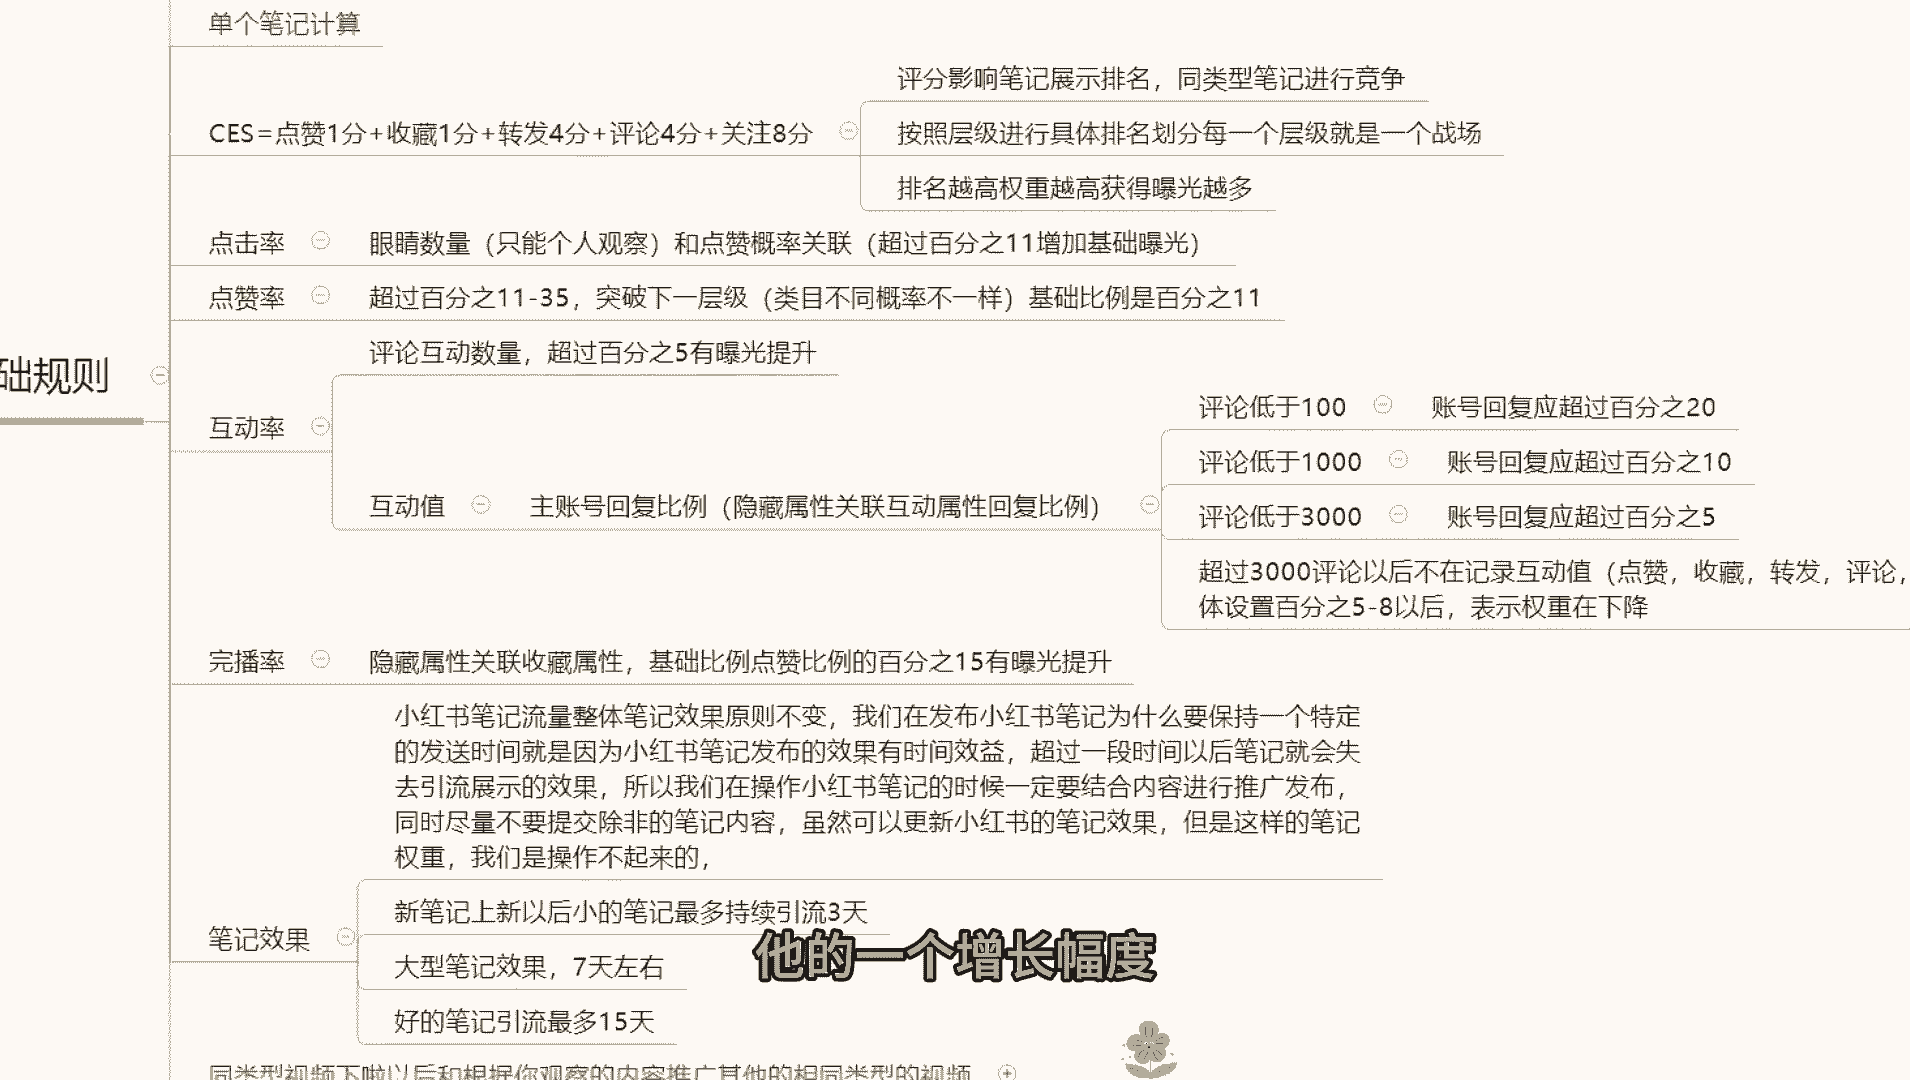 单个笔记计算
评分影响笔记展示排名，同类型笔记进行竞争
CES=点赞1分+收藏1分+转发4分+评论4分+关注8分
按照层级进行具体排名划分每一个层级就是一个战场
排名越高权重越高获得曝光越多
点击率
眼睛数量（只能个人观察）和点赞概率关联（超过百分之11增加基础曝光）
点赞率
超过百分之11-35，突破下一层级（类目不同概率不一样）基础比例是百分之11
础规则
评论互动数量，超过百分之5有曝光提升
互动率
互动值
主账号回复比例（隐藏属性关联互动属性回复比例）
评论低于100
账号回复应超过百分之20
评论低于1000
账号回复应超过百分之10
评论低于3000
账号回复应超过百分之5
超过3000评论以后不在记录互动值（点赞，收藏，转发，评论，
体设置百分之5-8以后，表示权重在下降
完播率
隐藏属性关联收藏属性，基础比例点赞比例的百分之15有曝光提升
小红书笔记流量整体笔记效果原则不变，我们在发布小红书笔记为什么要保持一个特定
的发送时间就是因为小红书笔记发布的效果有时间效益，超过一段时间以后笔记就会失
去引流展示的效果，所以我们在操作小红书笔记的时候一定要结合内容进行推广发布，
同时尽量不要提交除非的笔记内容，虽然可以更新小红书的笔记效果，但是这样的笔记
权重，我们是操作不起来的，
笔记效果
新笔记上新以后小的笔记最多持续引流3天
大型笔记效果，7天左右
好的笔记引流最多15天
他的一个增长幅度
同类型视频下啦以后和根据你观察的内容推广其他的相同类型的视频